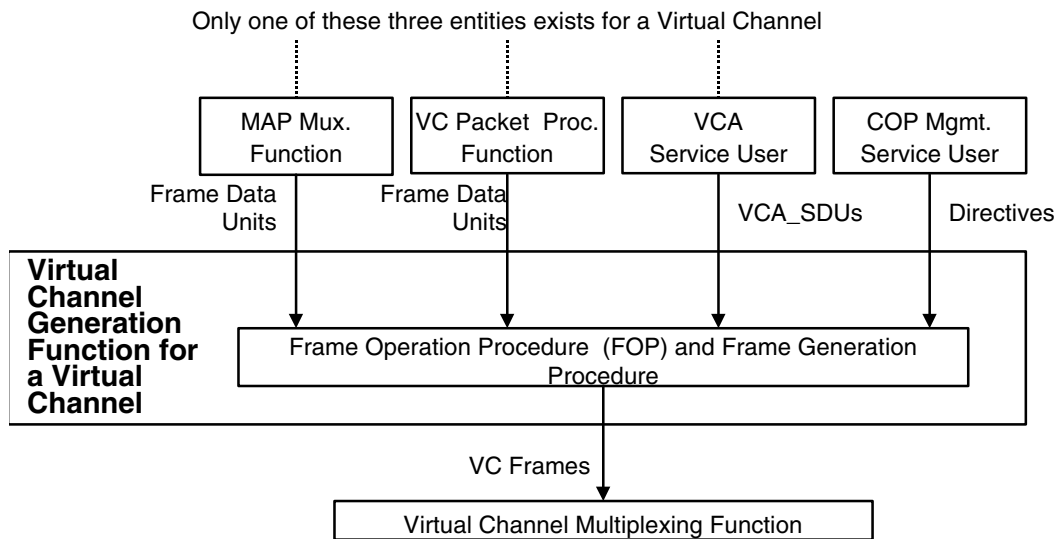 Only one of these three entities exists for a Virtual Channel
MAP Mux.
Function
VC Packet Proc.
Function
VCA
Service User
COP Mgmt.
Service User
Frame Data
Units
Frame Data
Units
VCA_SDUs
Directives
Virtual
Channel
Generation
Function for
a Virtual
Channel
Frame Operation Procedure (FOP) and Frame Generation
Procedure
VC Frames
Virtual Channel Multiplexing Function